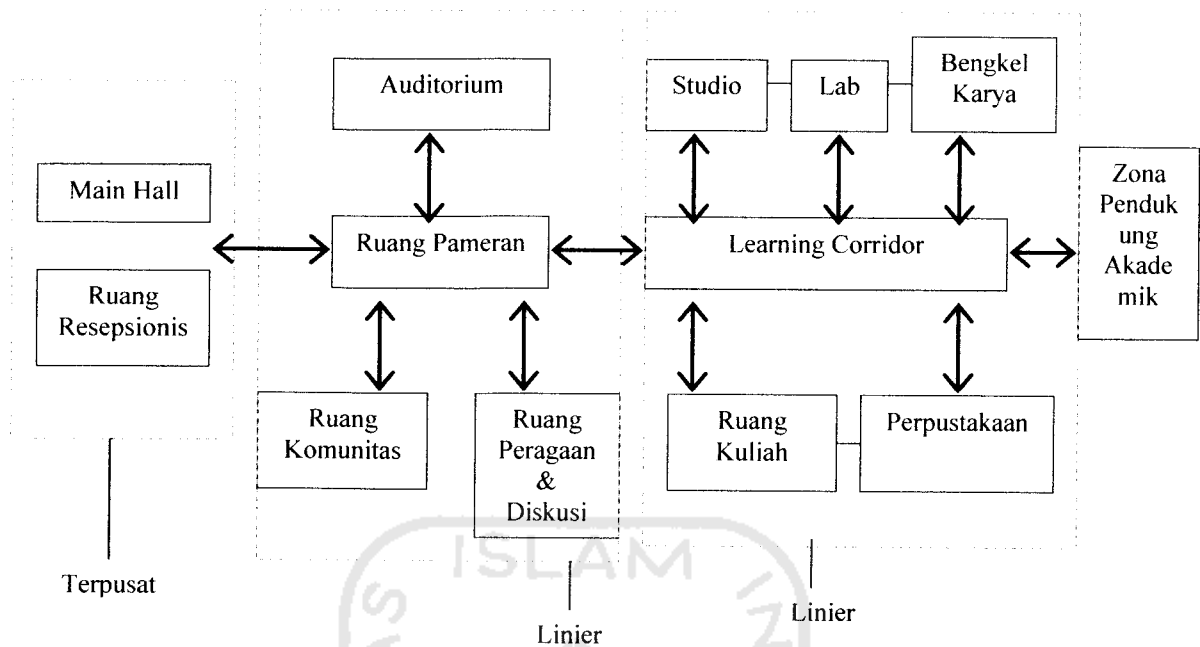 Main Hall
Ruang
Resepsionis
Terpusat
Auditorium
Ruang Pameran
Ruang
Komunitas
Ruang
Peragaan
&
Diskusi
Linier
Studio
Lab
Bengkel
Karya
Learning Corridor
Ruang
Kuliah
Perpustakaan
Linier
Zona
Penduk
ung
Akade
mik
ISLAM